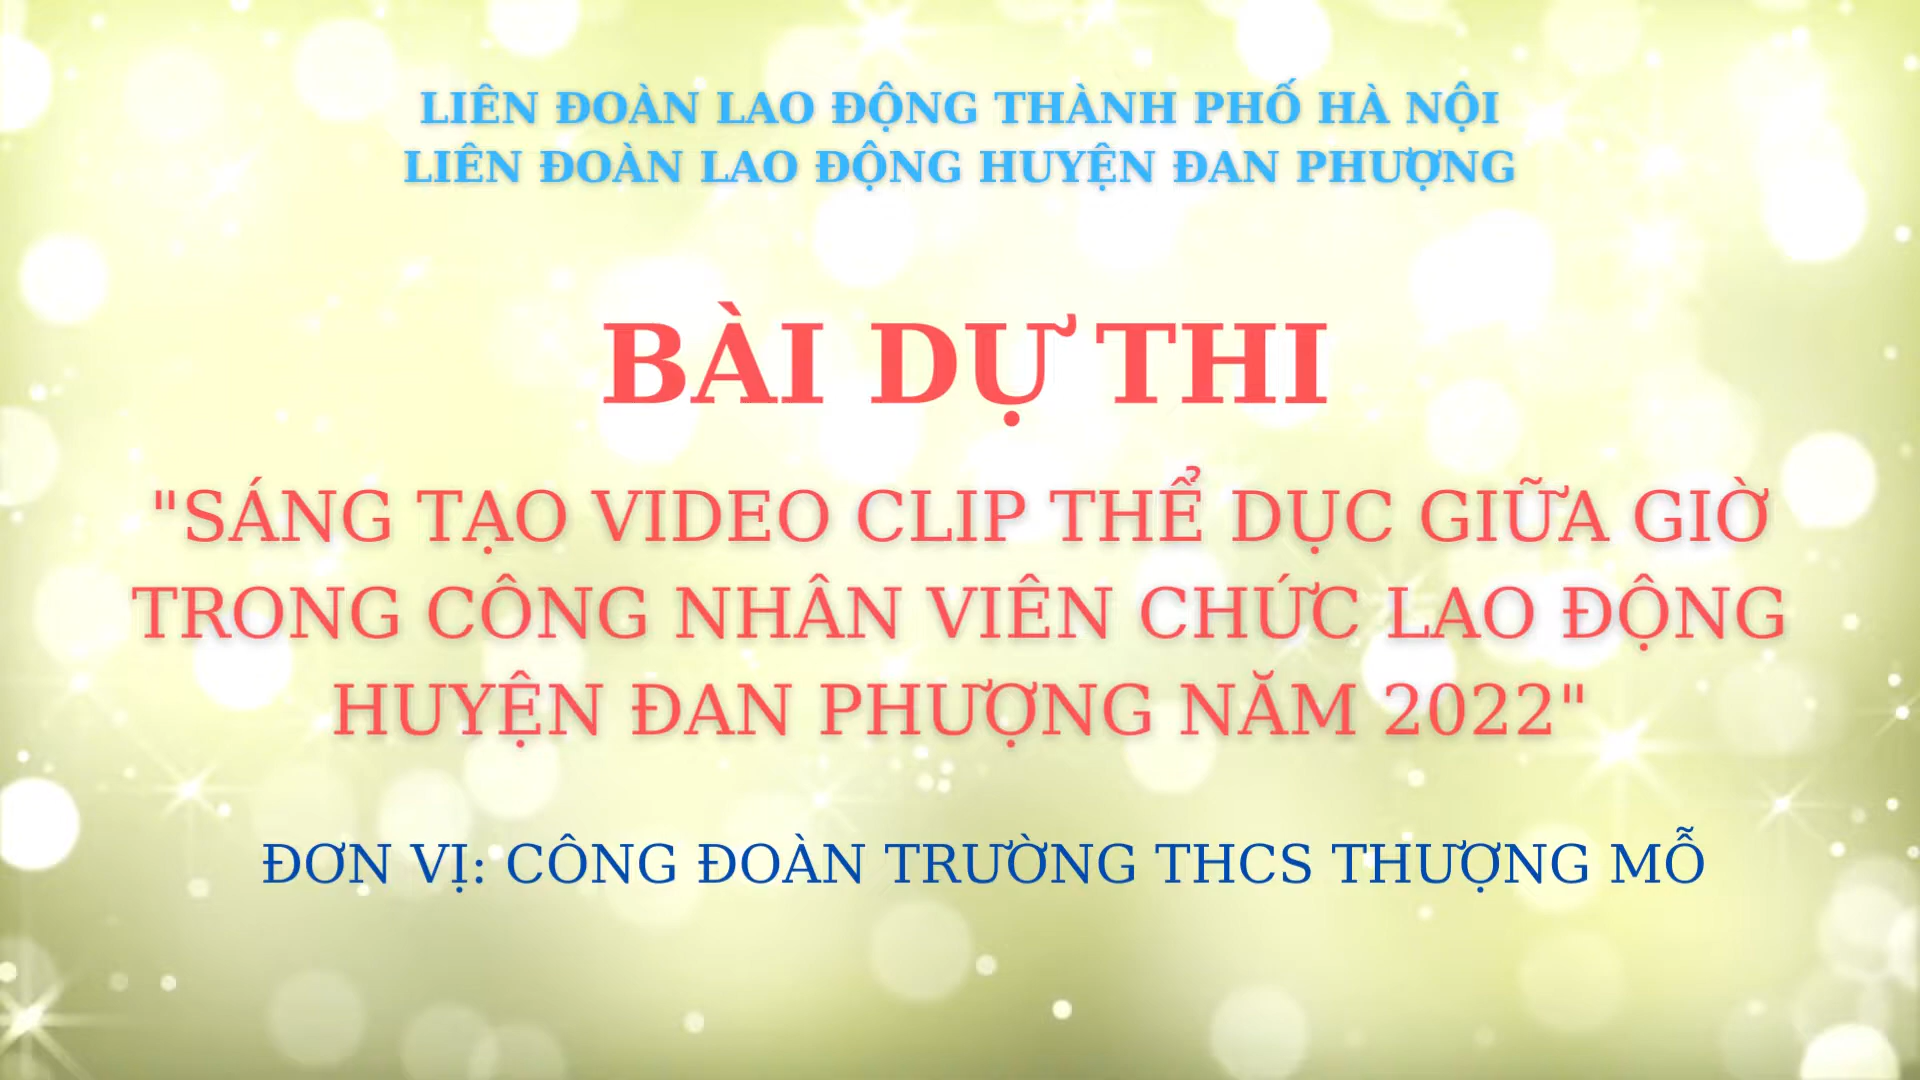 LIÊN ĐOÀN LAO ĐỘNG THÀNH PHỐ HÀ NỘI
LIÊN ĐOÀN LAO ĐỘNG HUYỆN ĐAN PHƯỢNG
BÀI DỰ THI
"SÁNG TẠO VIDEO CLIP THỂ DỤC GIỮA GIỜ
TRONG CÔNG NHÂN VIÊN CHỨC LAO ĐỘNG
HUYỆN ĐAN PHƯỢNG NĂM 2022"
ĐƠN VỊ: CÔNG ĐOÀN TRƯỜNG THCS THƯỢNG MỖ